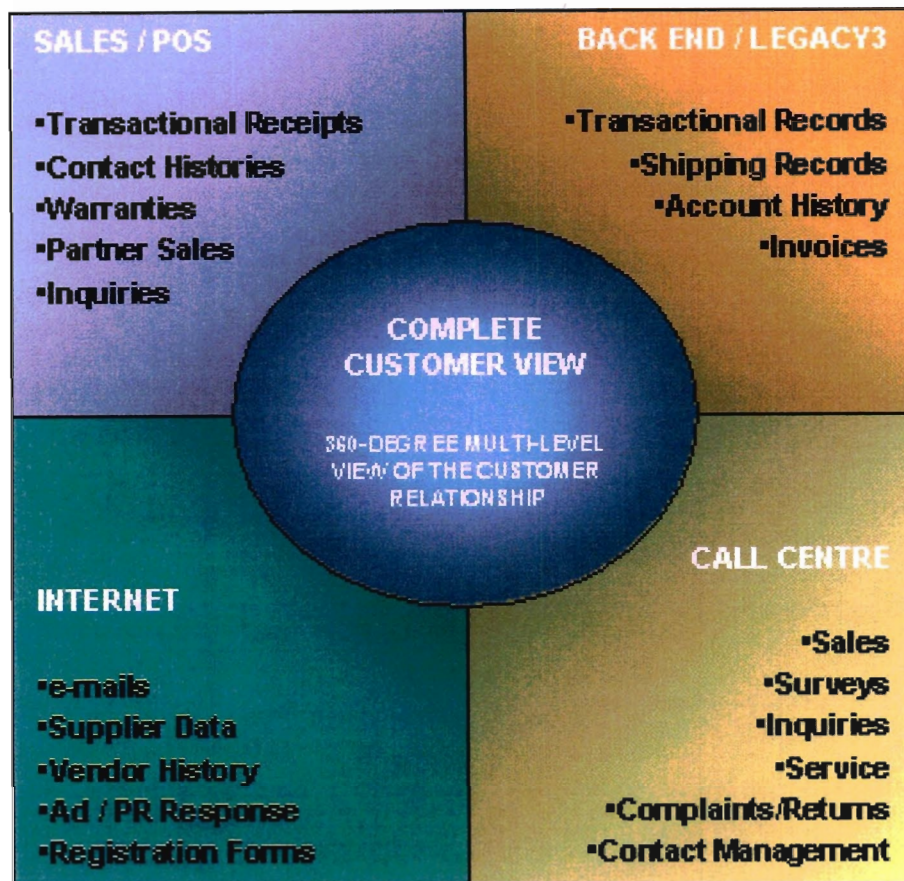 SALES / POS
▪Transactional Receipts
▪Contact Histories
▪Warranties
▪Partner Sales
▪Inquiries
BACK END / LEGACY3
▪Transactional Records
▪Shipping Records
▪Account History
▪Invoices
COMPLETE
CUSTOMER VIEW
360-DEGREE MULTI-LEVEL
VIEW OF THE CUSTOMER
RELATIONSHIP
INTERNET
▪e-mails
▪Supplier Data
▪Vendor History
▪Ad / PR Response
▪Registration Forms
CALL CENTRE
▪Sales
▪Surveys
▪Inquiries
▪Service
▪Complaints/Returns
▪Contact Management